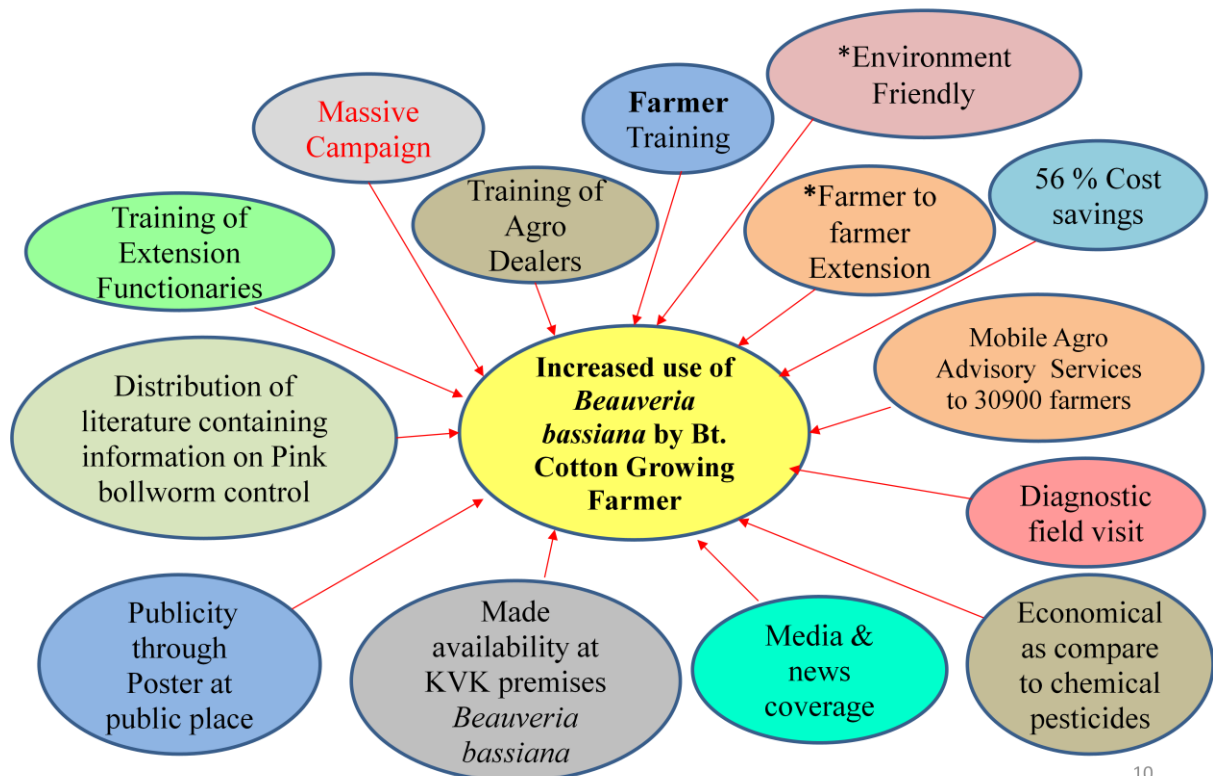 *Environment
Friendly
Farmer
Training
Massive
Campaign
56 % Cost
savings
Training of
Agro
Dealers
*Farmer to
farmer
Extension
Training of
Extension
Functionaries
Mobile Agro
Advisory Services
to 30900 farmers
Increased use of
Beauveria
bassiana by Bt.
Cotton Growing
Farmer
Distribution of
literature containing
information on Pink
bollworm control
Diagnostic
field visit
Publicity
through
Poster at
public place
Made
availability at
KVK premises
Beauveria
bassiana
Media &
news
coverage
Economical
as compare
to chemical
pesticides
10